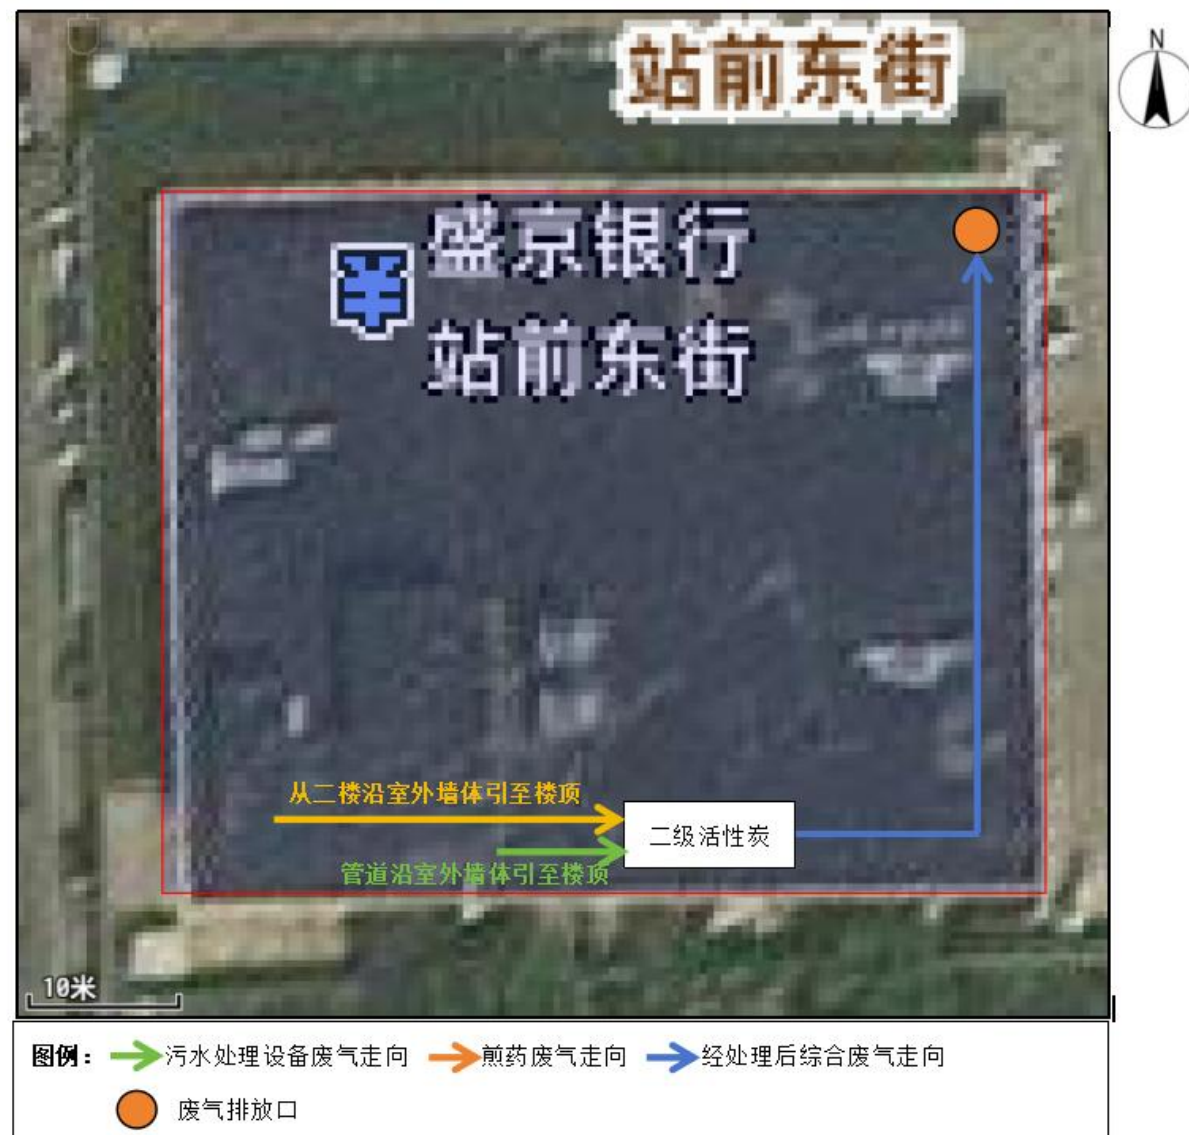 站前东街
N
盛京银行
站前东街
从二楼沿室外墙体引至楼顶
二级活性炭
管道沿室外墙体引至楼顶
10米
图例： 污水处理设备废气走向 煎药废气走向 经处理后综合废气走向
废气排放口